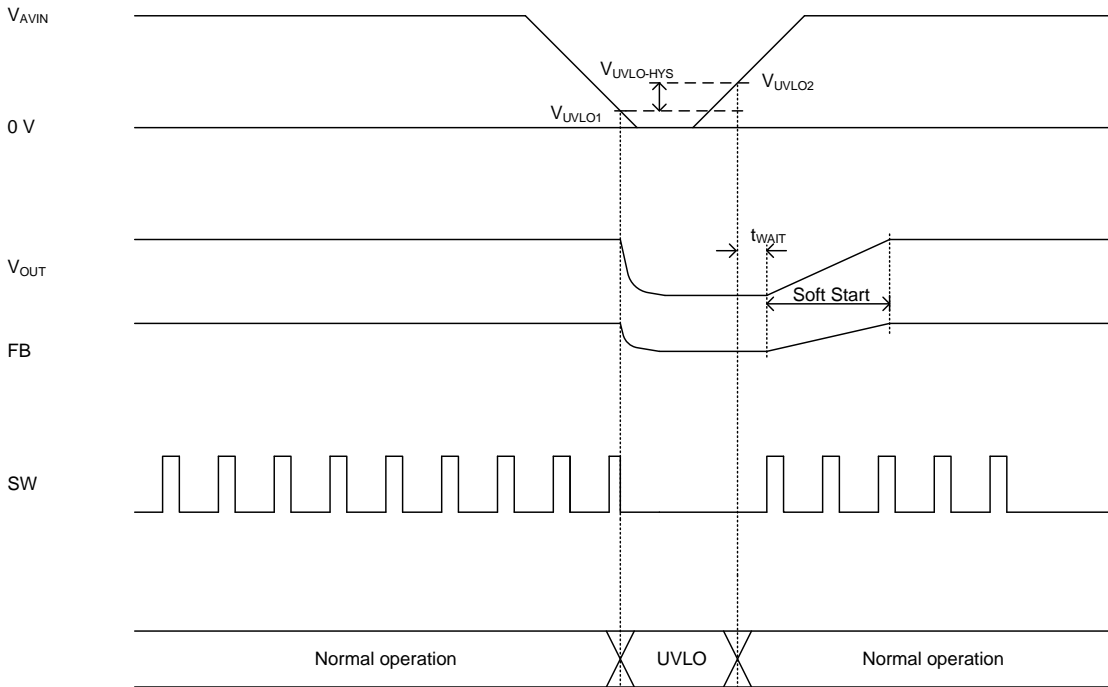 VAVIN
VUVLO-HYS
VUVLO2
VUVLO1
0 V
tWAIT
VOUT
Soft Start
FB
SW
Normal operation
UVLO
Normal operation